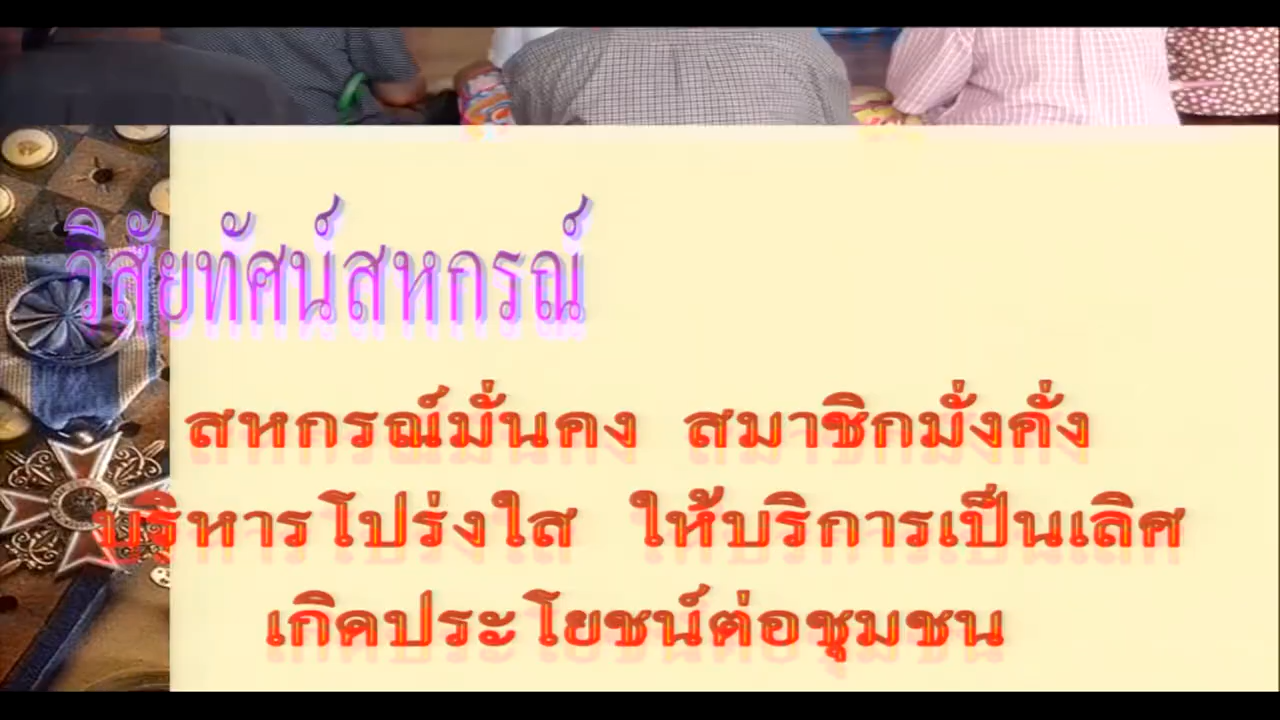 วิสัยทัศน์สหกรณ์
สหกรณ์มั่นคง สมาชิกมั่งคั่ง
บริหารโปร่งใส ให้บริการเป็นเลิศ
เกิดประโยชน์ต่อชุมชน